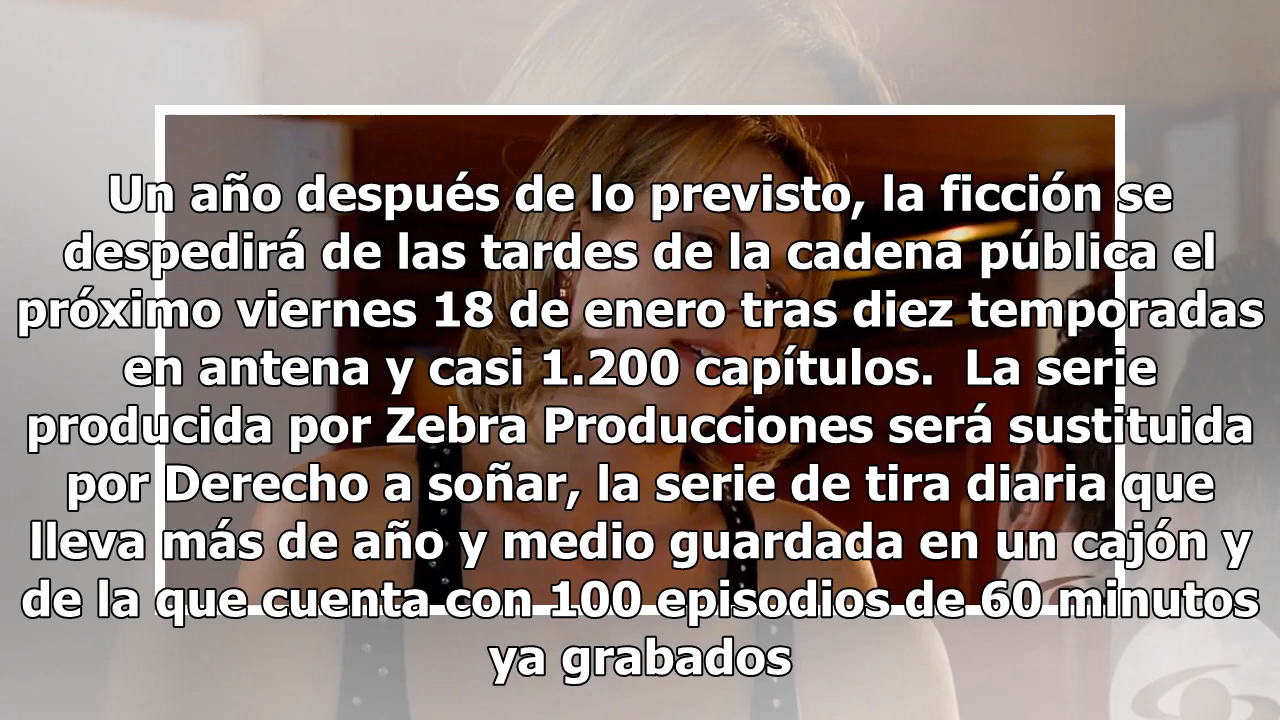 Un año después de lo previsto, la ficción se
despedirá de las tardes de la cadena pública el
próximo viernes 18 de enero tras diez temporadas
en antena y casi 1.200 capítulos.  La serie
producida por Zebra Producciones será sustituida
por Derecho a soñar, la serie de tira diaria que
lleva más de año y medio guardada en un cajón y
de la que cuenta con 100 episodios de 60 minutos
ya grabados